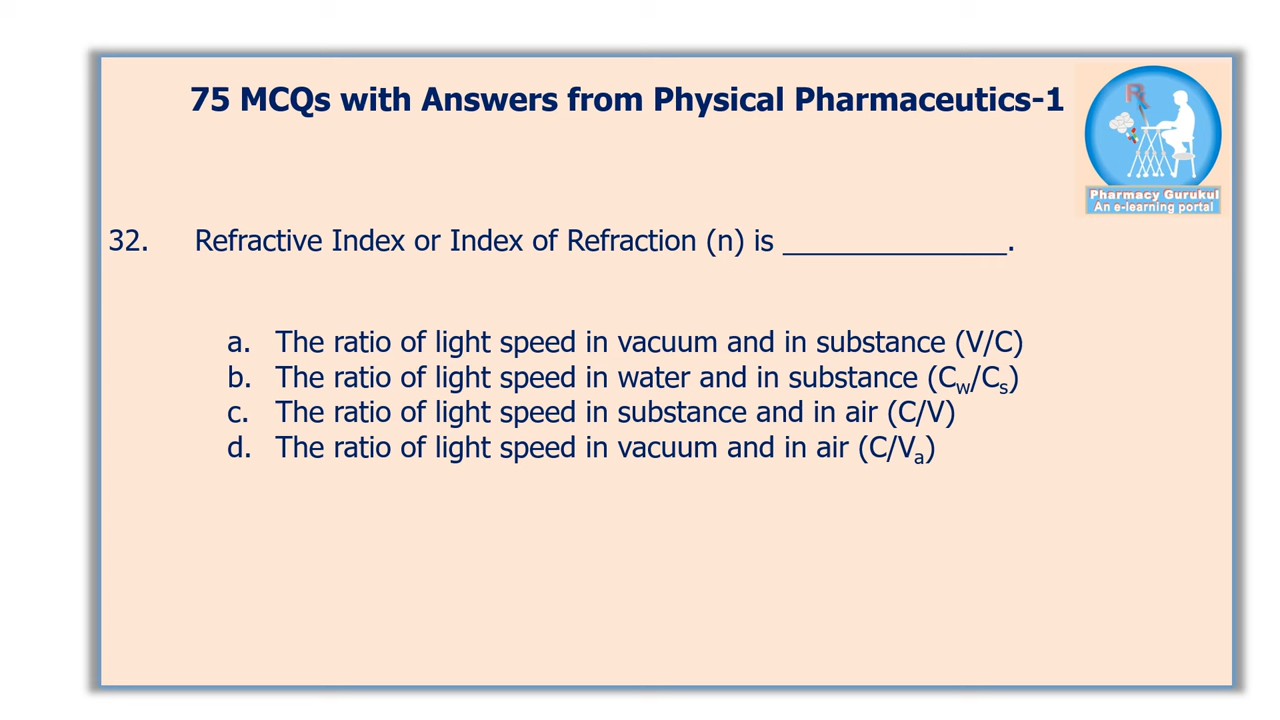 75 MCQs with Answers from Physical Pharmaceutics-1
Rx
Pharmacy Gurukul
An e-learning portal
32. Refractive Index or Index of Refraction (n) is ______________.
a. The ratio of light speed in vacuum and in substance (V/C)
b. The ratio of light speed in water and in substance (Cw/Cs)
c. The ratio of light speed in substance and in air (C/V)
d. The ratio of light speed in vacuum and in air (C/Va)